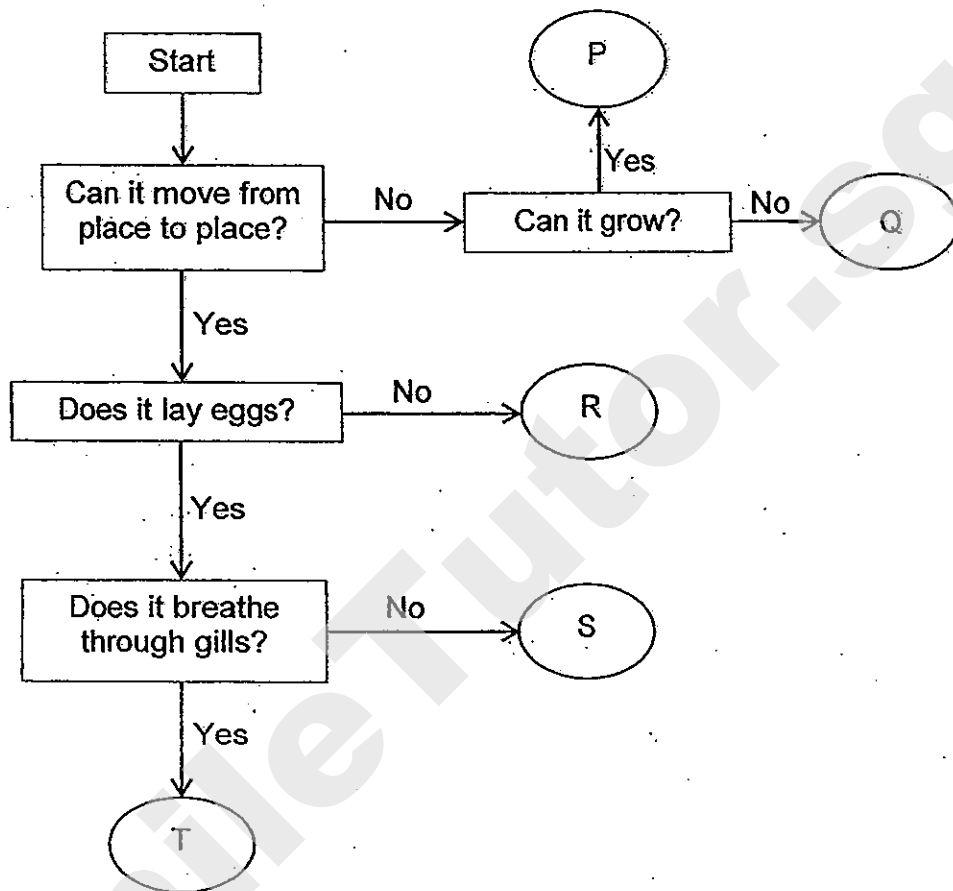 Start
P
Yes
Can it move from
place to place?
No
Can it grow?
No
Q
Yes
Does it lay eggs?
No
R
Yes
Does it breathe
through gills?
No
S
Yes
T